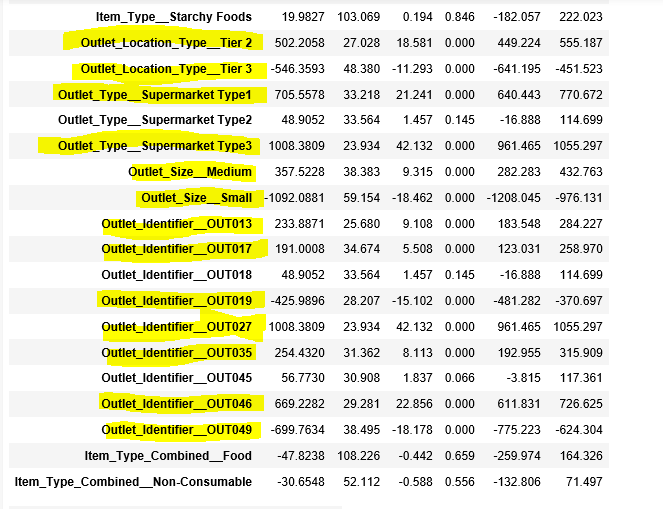 Item_Type__Starchy Foods 19.9827 103.069 0.194 0.846 -182.057 222.023
Outlet_Location_Type__Tier 2 502.2058 27.028 18.581 0.000 449.224 555.187
Outlet_Location_Type__Tier 3 -546.3593 48.380 -11.293 0.000 -641.195 -451.523
Outlet_Type__Supermarket Type1 705.5578 33.218 21.241 0.000 640.443 770.672
Outlet_Type__Supermarket Type2 48.9052 33.564 1.457 0.145 -16.888 114.699
Outlet_Type__Supermarket Type3 1008.3809 23.934 42.132 0.000 961.465 1055.297
Outlet_Size__Medium 357.5228 38.383 9.315 0.000 282.283 432.763
Outlet_Size__Small -1092.0881 59.154 -18.462 0.000 -1208.045 -976.131
Outlet_Identifier__OUT013 233.8871 25.680 9.108 0.000 183.548 284.227
Outlet_Identifier__OUT017 191.0008 34.674 5.508 0.000 123.031 258.970
Outlet_Identifier__OUT018 48.9052 33.564 1.457 0.145 -16.888 114.699
Outlet_Identifier__OUT019 -425.9896 28.207 -15.102 0.000 -481.282 -370.697
Outlet_Identifier__OUT027 1008.3809 23.934 42.132 0.000 961.465 1055.297
Outlet_Identifier__OUT035 254.4320 31.362 8.113 0.000 192.955 315.909
Outlet_Identifier__OUT045 56.7730 30.908 1.837 0.066 -3.815 117.361
Outlet_Identifier__OUT046 669.2282 29.281 22.856 0.000 611.831 726.625
Outlet_Identifier__OUT049 -699.7634 38.495 -18.178 0.000 -775.223 -624.304
Item_Type_Combined__Food -47.8238 108.226 -0.442 0.659 -259.974 164.326
Item_Type_Combined__Non-Consumable -30.6548 52.112 -0.588 0.556 -132.806 71.497